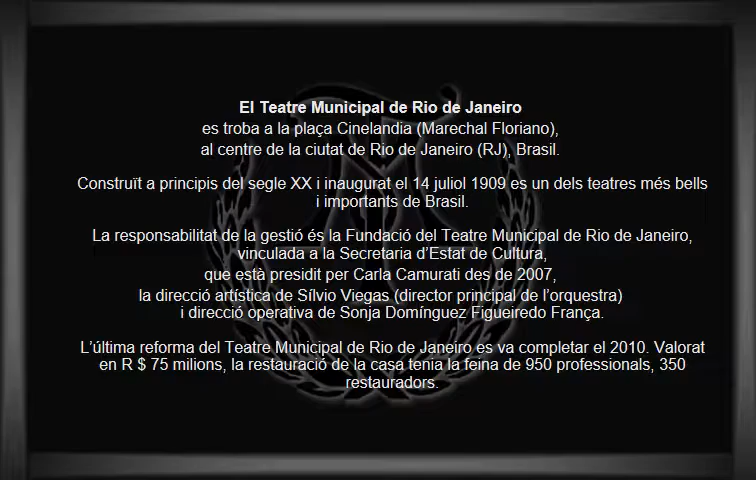 El Teatre Municipal de Rio de Janeiro
es troba a la plaça Cinelandia (Marechal Floriano),
al centre de la ciutat de Rio de Janeiro (RJ), Brasil.
Construït a principis del segle XX i inaugurat el 14 juliol 1909 es un dels teatres més bells
i importants de Brasil.
La responsabilitat de la gestió és la Fundació del Teatre Municipal de Rio de Janeiro,
vinculada a la Secretaria d’Estat de Cultura,
que està presidit per Carla Camurati des de 2007,
la direcció artística de Sílvio Viegas (director principal de l’orquestra)
i direcció operativa de Sonja Domínguez Figueiredo França.
L’última reforma del Teatre Municipal de Rio de Janeiro es va completar el 2010. Valorat
en R $ 75 milions, la restauració de la casa tenia la feina de 950 professionals, 350
restauradors.